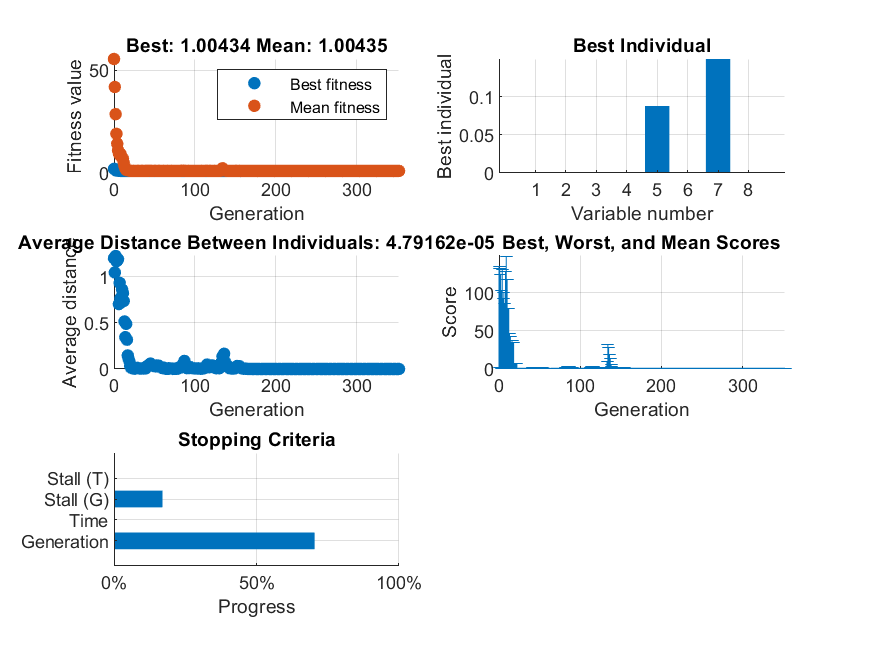 Best: 1.00434 Mean: 1.00435
Fitness value
50
0
Best fitness
Mean fitness
0 100 200 300
Generation
Best Individual
Best individual
0.1
0.05
0
1 2 3 4 5 6 7 8
Variable number
Average Distance Between Individuals: 4.79162e-05
Average distance
1
0.5
0
0 100 200 300
Generation
Best, Worst, and Mean Scores
Score
100
50
0
0 100 200 300
Generation
Stopping Criteria
Stall (T)
Stall (G)
Time
Generation
0% 50% 100%
Progress